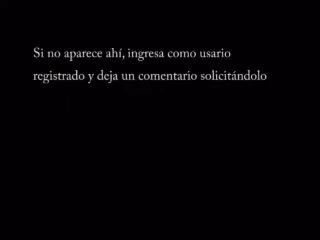 Si no aparece ahí, ingresa como usario
registrado y deja un comentario solicitándolo